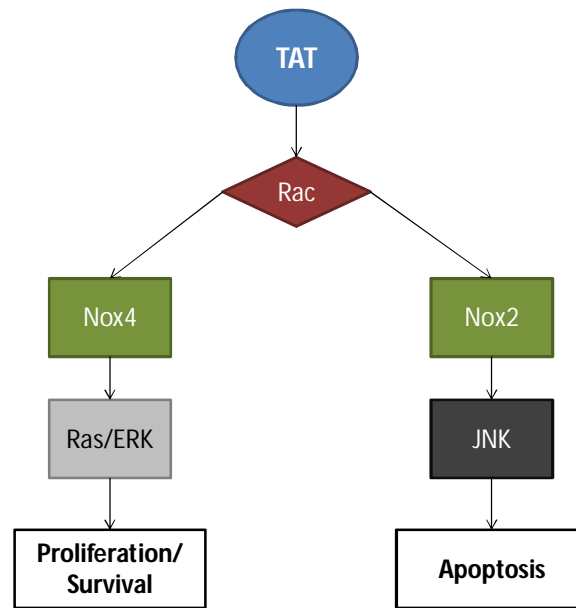 TAT
Rac
Nox4
Nox2
Ras/ERK
JNK
Proliferation/
Survival
Apoptosis